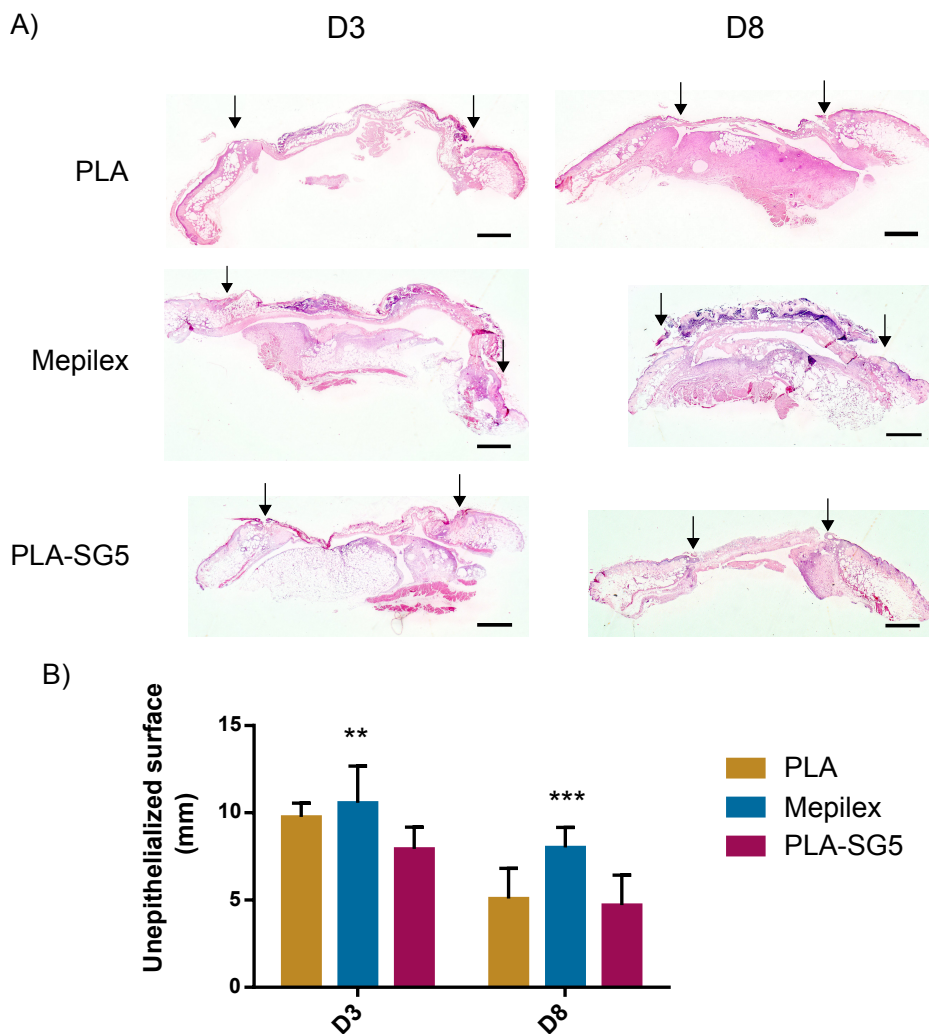 A)
D3
D8
PLA
Mepilex
PLA-SG5
B)
Unepithelialized surface
(mm)
15
10
5
0
**
***
D3
D8
PLA
Mepilex
PLA-SG5